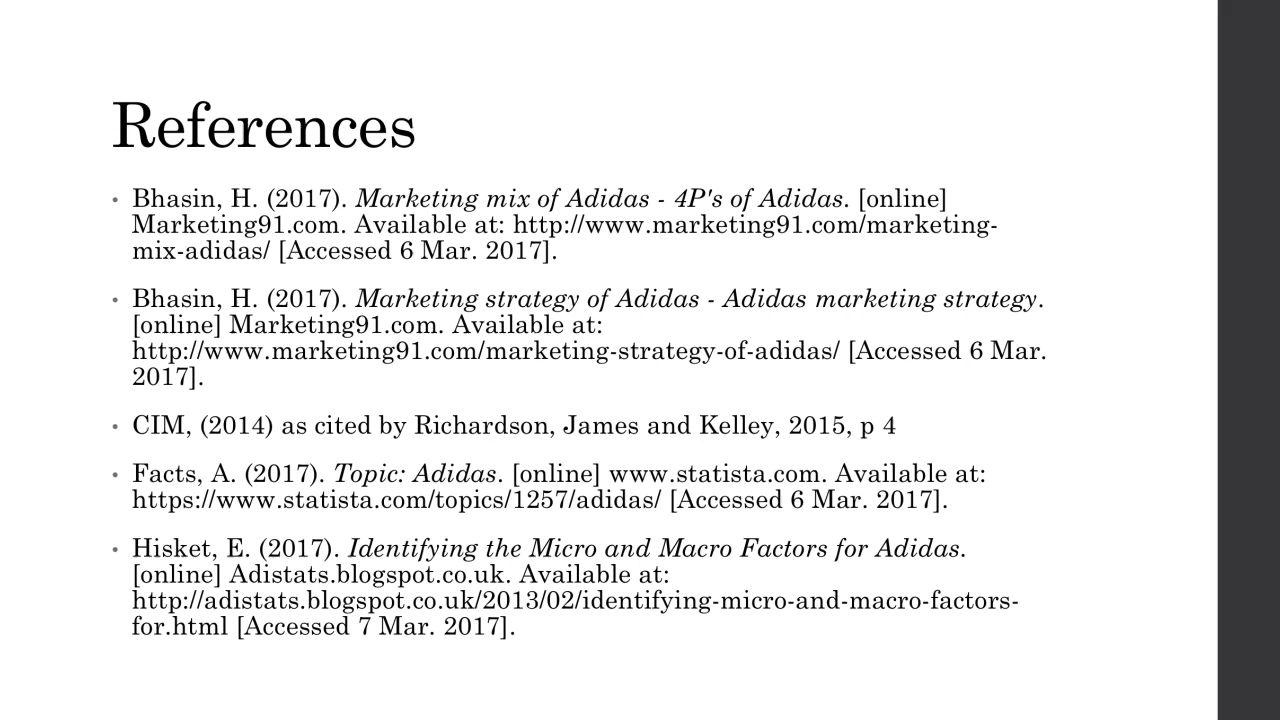 References
• Bhasin, H. (2017). Marketing mix of Adidas - 4P's of Adidas. [online]
Marketing91.com. Available at: http://www.marketing91.com/marketing-
mix-adidas/ [Accessed 6 Mar. 2017].
• Bhasin, H. (2017). Marketing strategy of Adidas - Adidas marketing strategy.
[online] Marketing91.com. Available at:
http://www.marketing91.com/marketing-strategy-of-adidas/ [Accessed 6 Mar.
2017].
• CIM, (2014) as cited by Richardson, James and Kelley, 2015, p 4
• Facts, A. (2017). Topic: Adidas. [online] www.statista.com. Available at:
https://www.statista.com/topics/1257/adidas/ [Accessed 6 Mar. 2017].
• Hisket, E. (2017). Identifying the Micro and Macro Factors for Adidas.
[online] Adistats.blogspot.co.uk. Available at:
http://adistats.blogspot.co.uk/2013/02/identifying-micro-and-macro-factors-
for.html [Accessed 7 Mar. 2017].